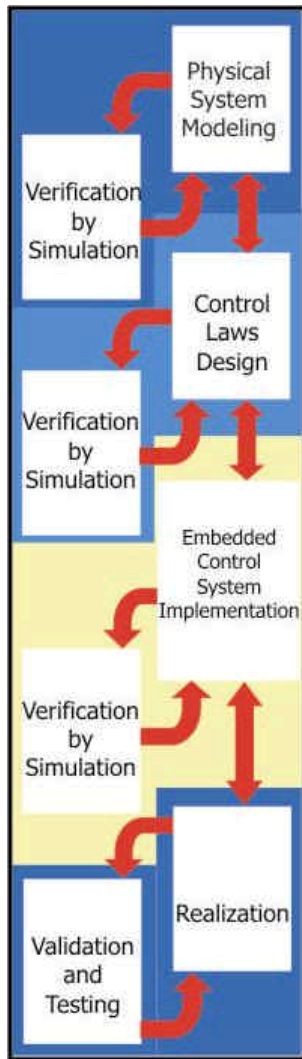 Physical
System
Modeling
Verification
by
Simulation
Control
Laws
Design
Verification
by
Simulation
Embedded
Control
System
Implementation
Verification
by
Simulation
Realization
Validation
and
Testing